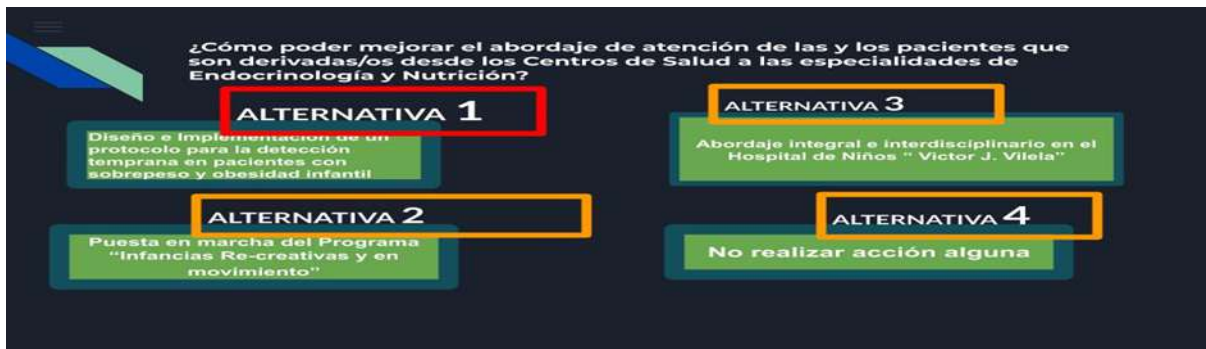 ¿Cómo poder mejorar el abordaje de atención de las y los pacientes que
son derivadas/os desde los Centros de Salud a las especialidades de
Endocrinología y Nutrición?
ALTERNATIVA 1
Diseño e Implementación de un
protocolo para la detección
temprana en pacientes con
sobrepeso y obesidad infantil
ALTERNATIVA 2
Puesta en marcha del Programa
“Infancias Re-creativas y en
movimiento”
ALTERNATIVA 3
Abordaje integral e interdisciplinario en el
Hospital de Niños “ Victor J. Vilela”
ALTERNATIVA 4
No realizar acción alguna